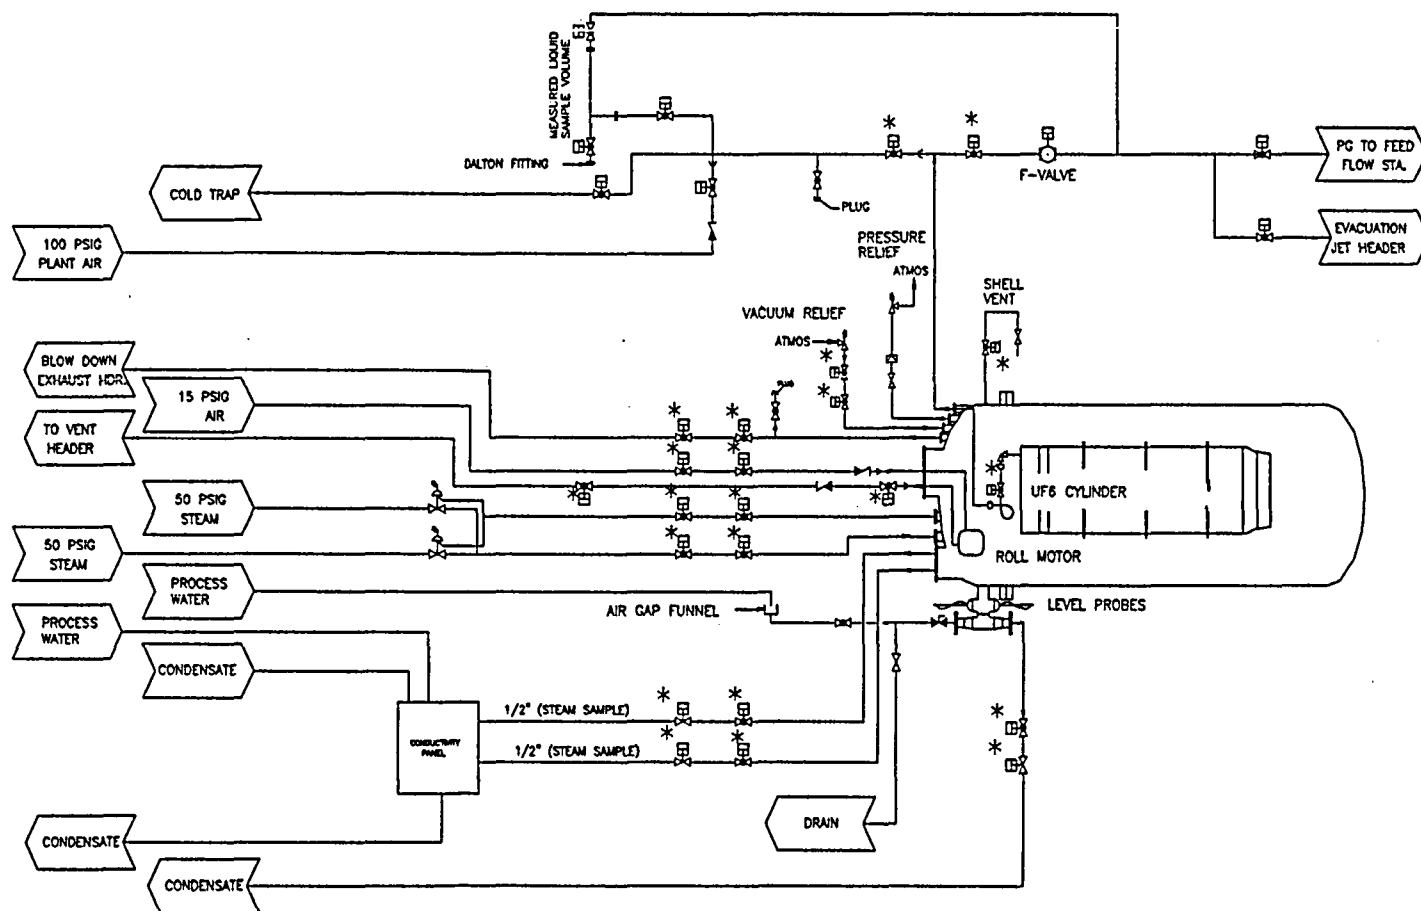 MEASURED LIQUID
SAMPLE VOLUME
DALTON FITTING
COLD TRAP
100 PSIG
PLANT AIR
PLUG
F-VALVE
PG TO FEED
FLOW STA.
EVACUATION
JET HEADER
PRESSURE
RELIEF
ATMOS
SHELL
VENT
VACUUM RELIEF
ATMOS
PLUG
BLOW DOWN
EXHAUST HDR.
15 PSIG
AIR
TO VENT
HEADER
50 PSIG
STEAM
50 PSIG
STEAM
UF6 CYLINDER
ROLL MOTOR
PROCESS
WATER
AIR GAP FUNNEL
LEVEL PROBES
PROCESS
WATER
CONDENSATE
CONDUCTIVITY
PANEL
1/2" (STEAM SAMPLE)
1/2" (STEAM SAMPLE)
DRAIN
CONDENSATE
CONDENSATE